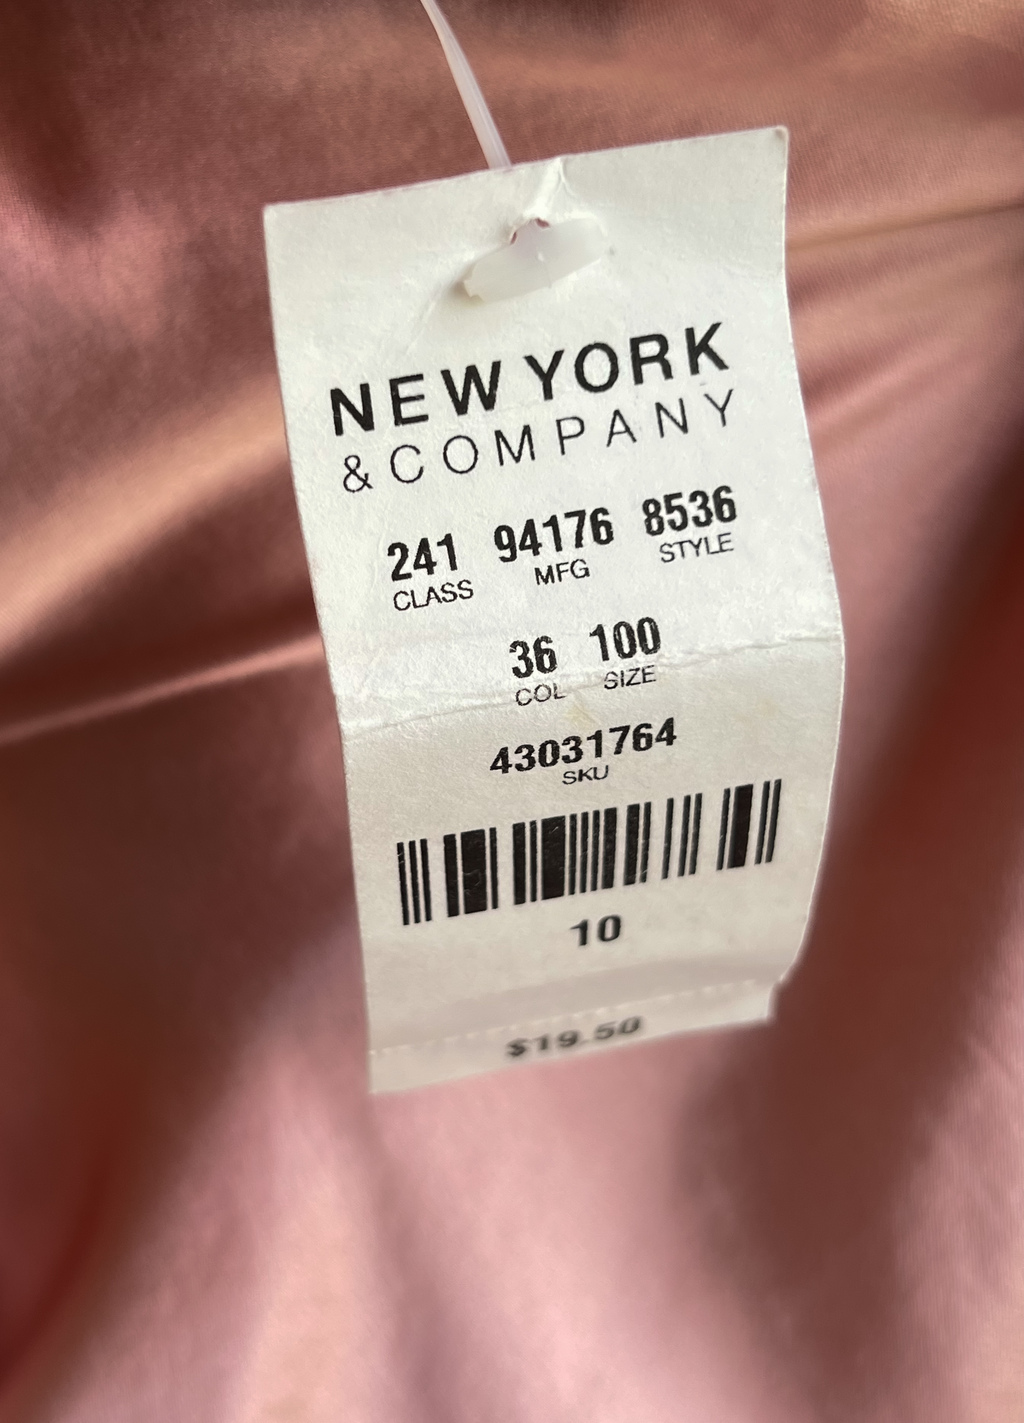 NEW YORK
& COMPANY
241 94176 8536
CLASS MFG STYLE
36 100
COL SIZE
43031764
SKU
10
$19.50